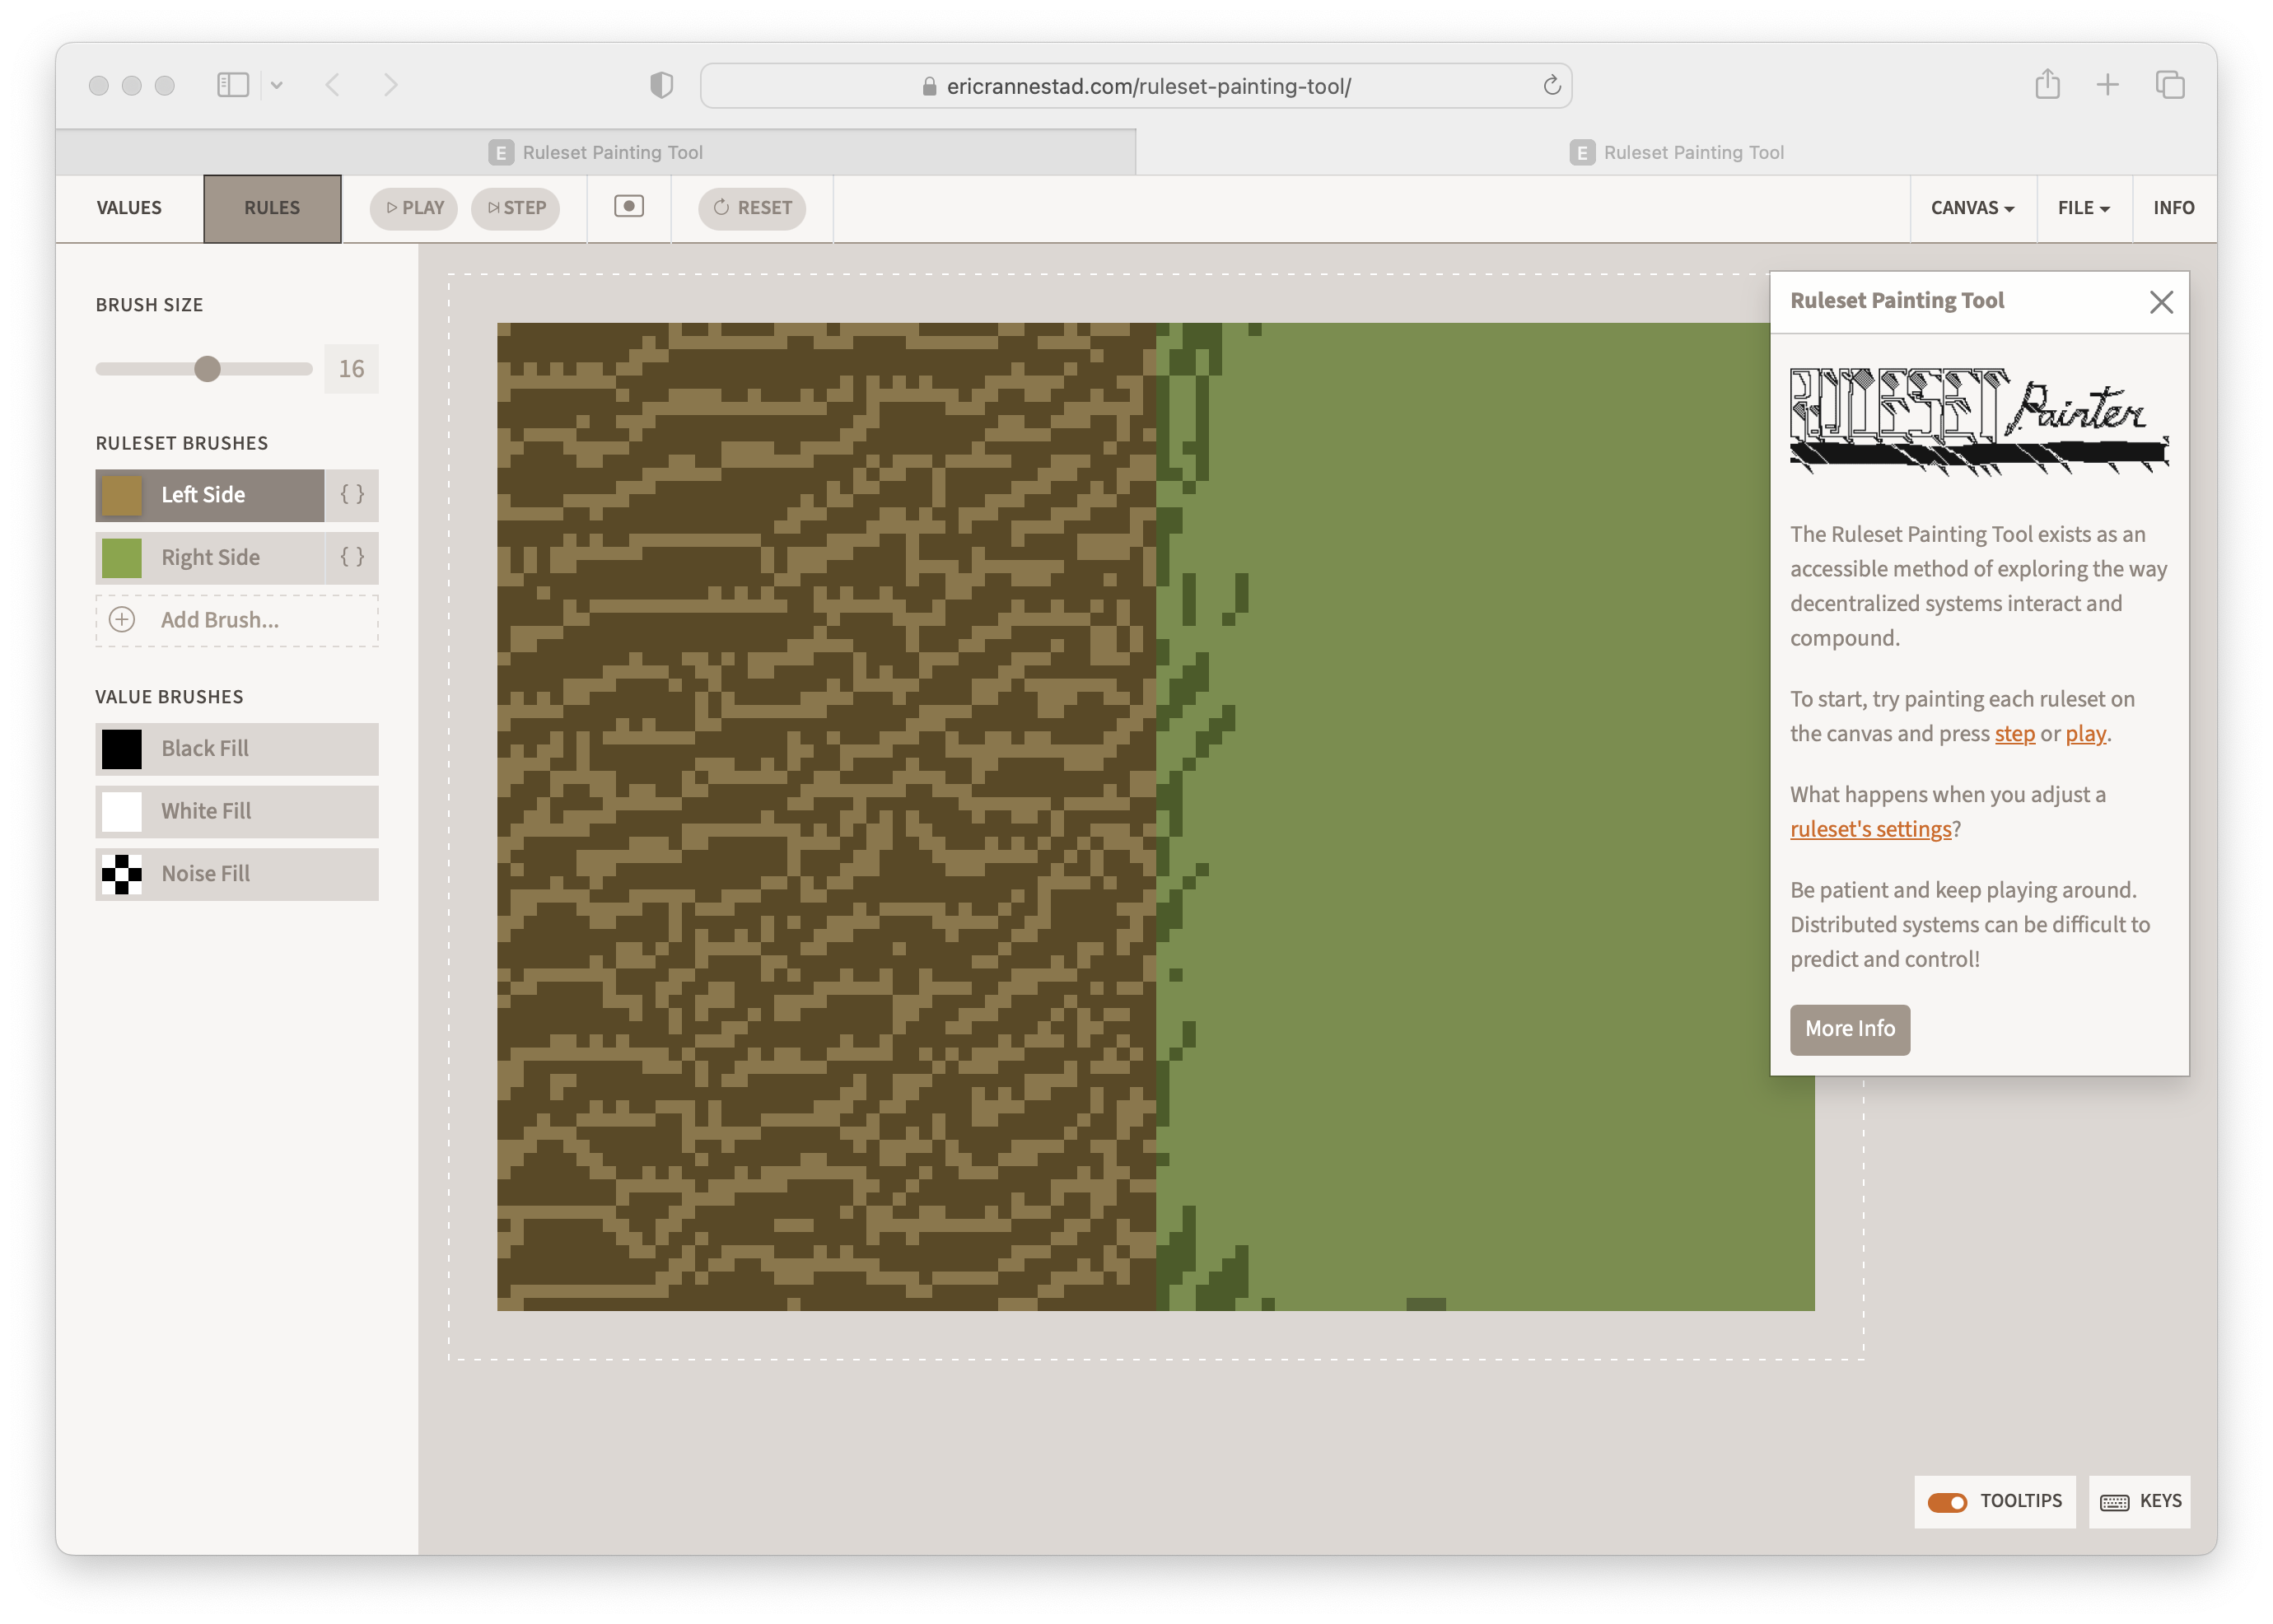 ericrannestad.com/ruleset-painting-tool/
E Ruleset Painting Tool
E Ruleset Painting Tool
VALUES
RULES
PLAY
STEP
RESET
CANVAS
FILE
INFO
BRUSH SIZE
16
RULESET BRUSHES
Left Side
{ }
Right Side
{ }
Add Brush...
VALUE BRUSHES
Black Fill
White Fill
Noise Fill
Ruleset Painting Tool
RULESET Painter
The Ruleset Painting Tool exists as an
accessible method of exploring the way
decentralized systems interact and
compound.
To start, try painting each ruleset on
the canvas and press step or play.
What happens when you adjust a
ruleset's settings?
Be patient and keep playing around.
Distributed systems can be difficult to
predict and control!
More Info
TOOLTIPS
KEYS